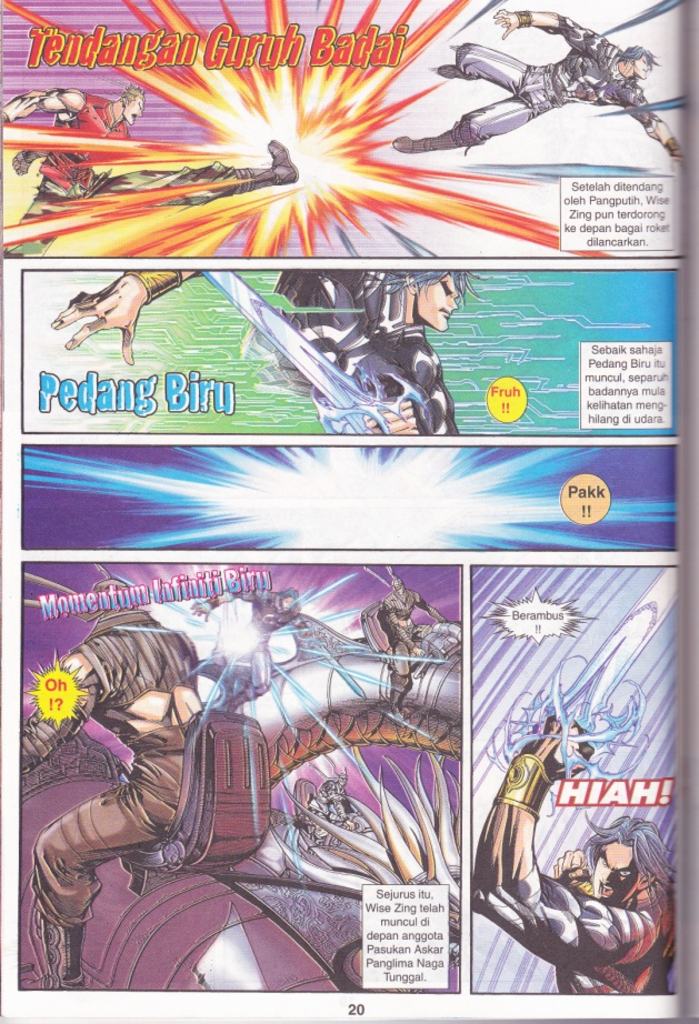 Tendangan Guruh Badai
Setelah ditendang
oleh Pangputih, Wise
Zing pun terdorong
ke depan bagai roket
dilancarkan.
Pedang Biru
Fruh
!!
Sebaik sahaja
Pedang Biru itu
muncul, separuh
badannya mula
kelihatan meng-
hilang di udara.
Pakk
!!
Momentum Infiniti Biru
Oh
!?
Sejurus itu,
Wise Zing telah
muncul di
depan anggota
Pasukan Askar
Panglima Naga
Tunggal.
Berambus
!!
HIAH!
20